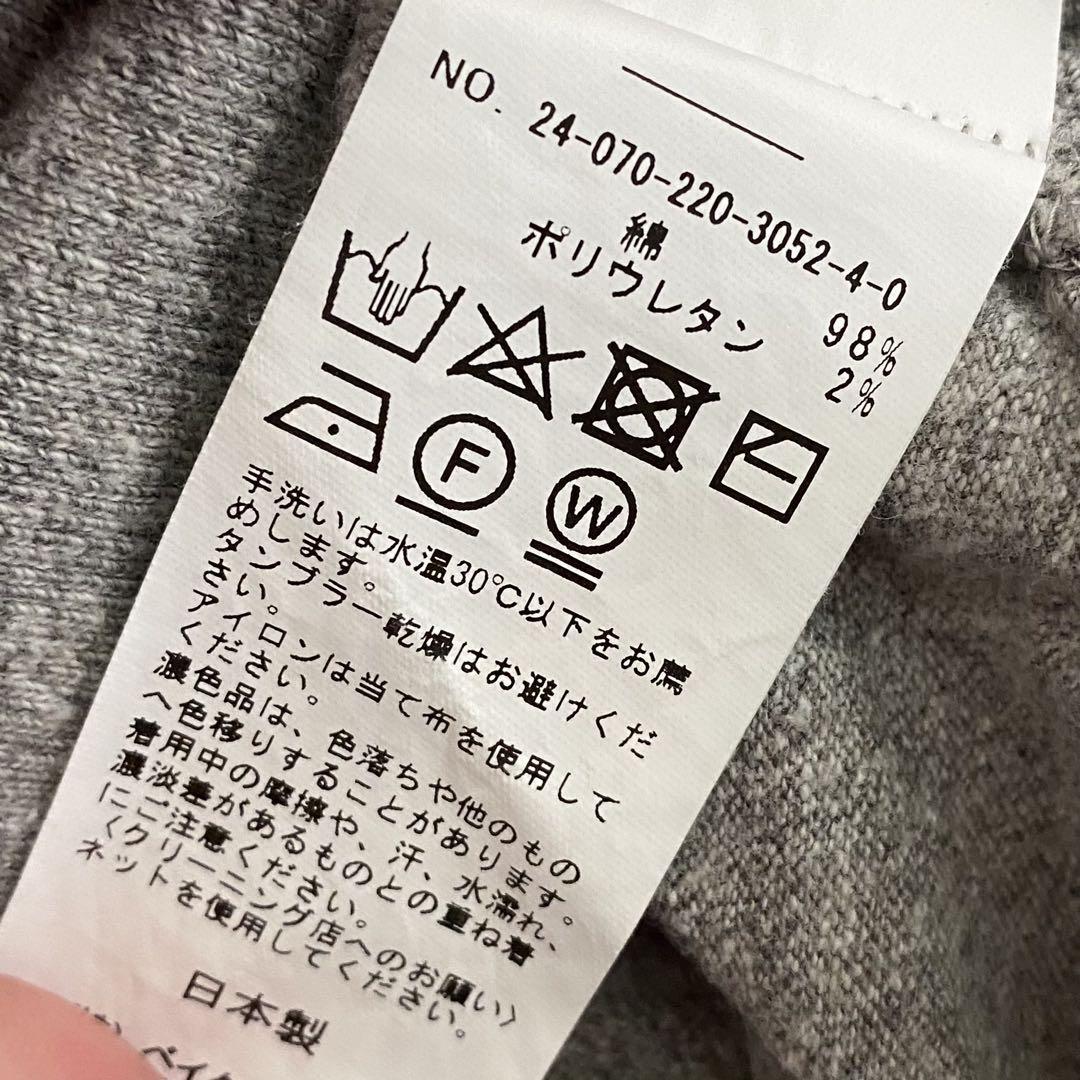 NO. 24-070-220-3052-4-0
綿 98%
ポリウレタン 2%
F
W
手洗いは水温30℃以下をお薦
めします。
タンブラー乾燥はお避けくだ
さい。
アイロンは当て布を使用して
ください。
濃色品は、色落ちや他のもの
へ色移りすることがあります。
着用中の摩擦や、汗、水濡れ、
濃淡差があるものとの重ね着
にご注意ください。
〈クリーニング店へのお願い〉
ネットを使用してください。
日本製